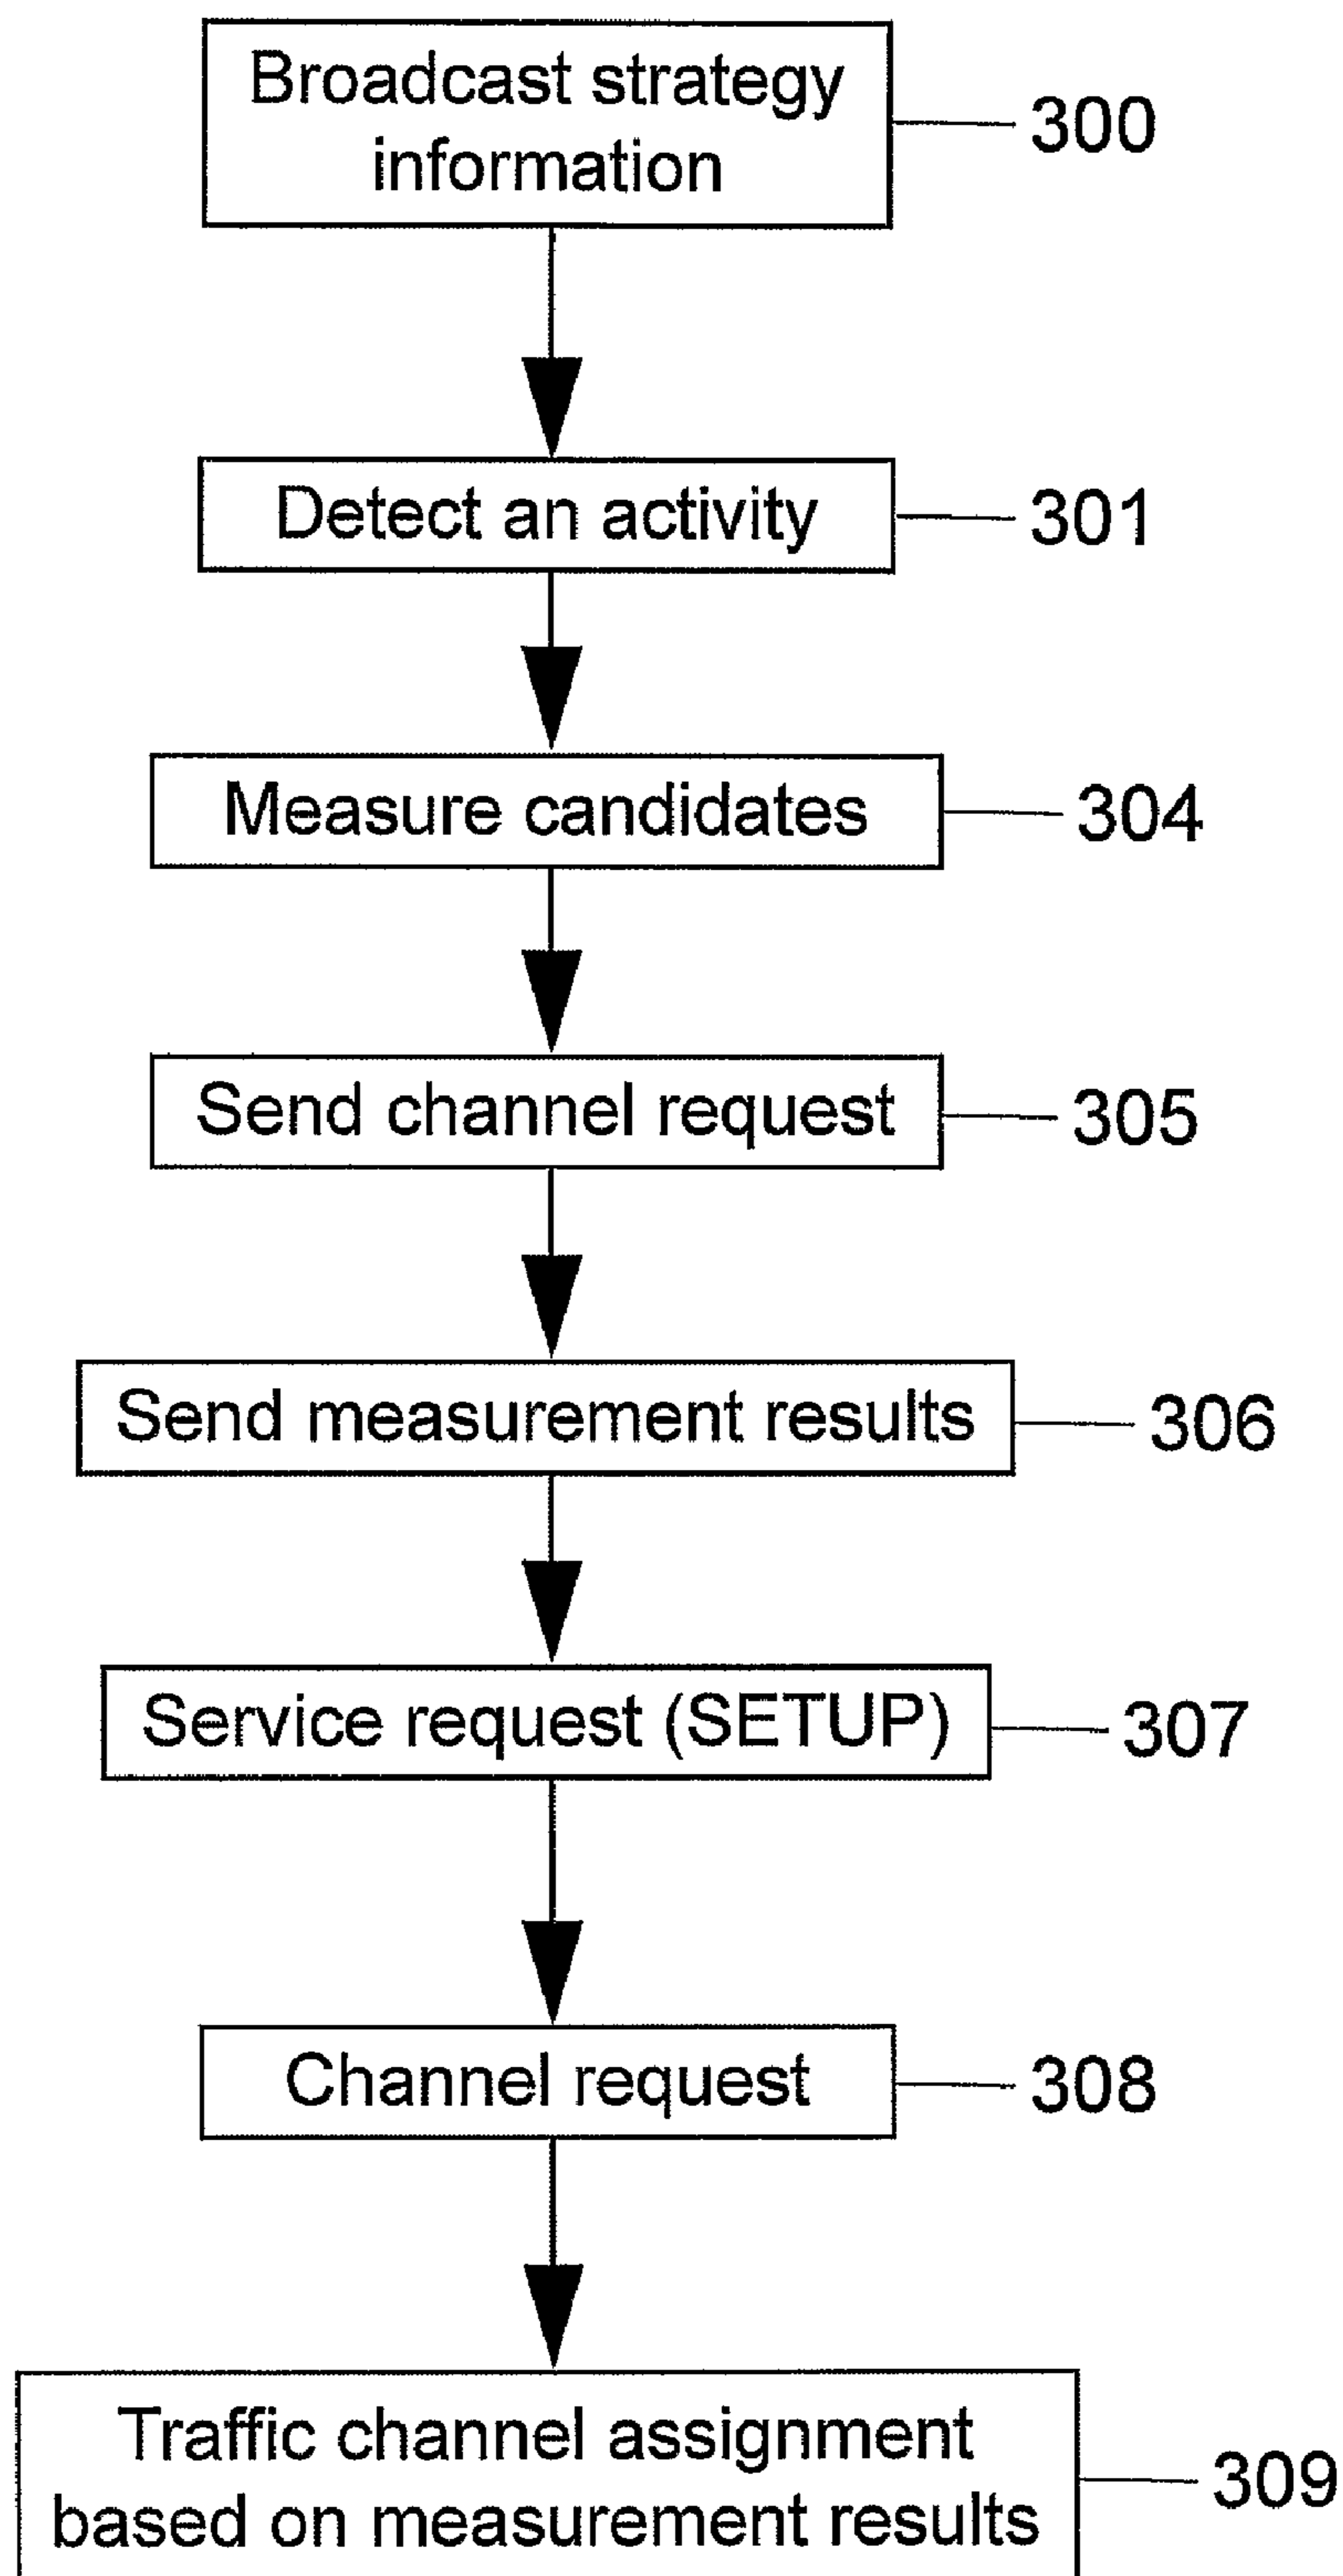 Broadcast strategy
information
300
Detect an activity
301
Measure candidates
304
Send channel request
305
Send measurement results
306
Service request (SETUP)
307
Channel request
308
Traffic channel assignment
based on measurement results
309